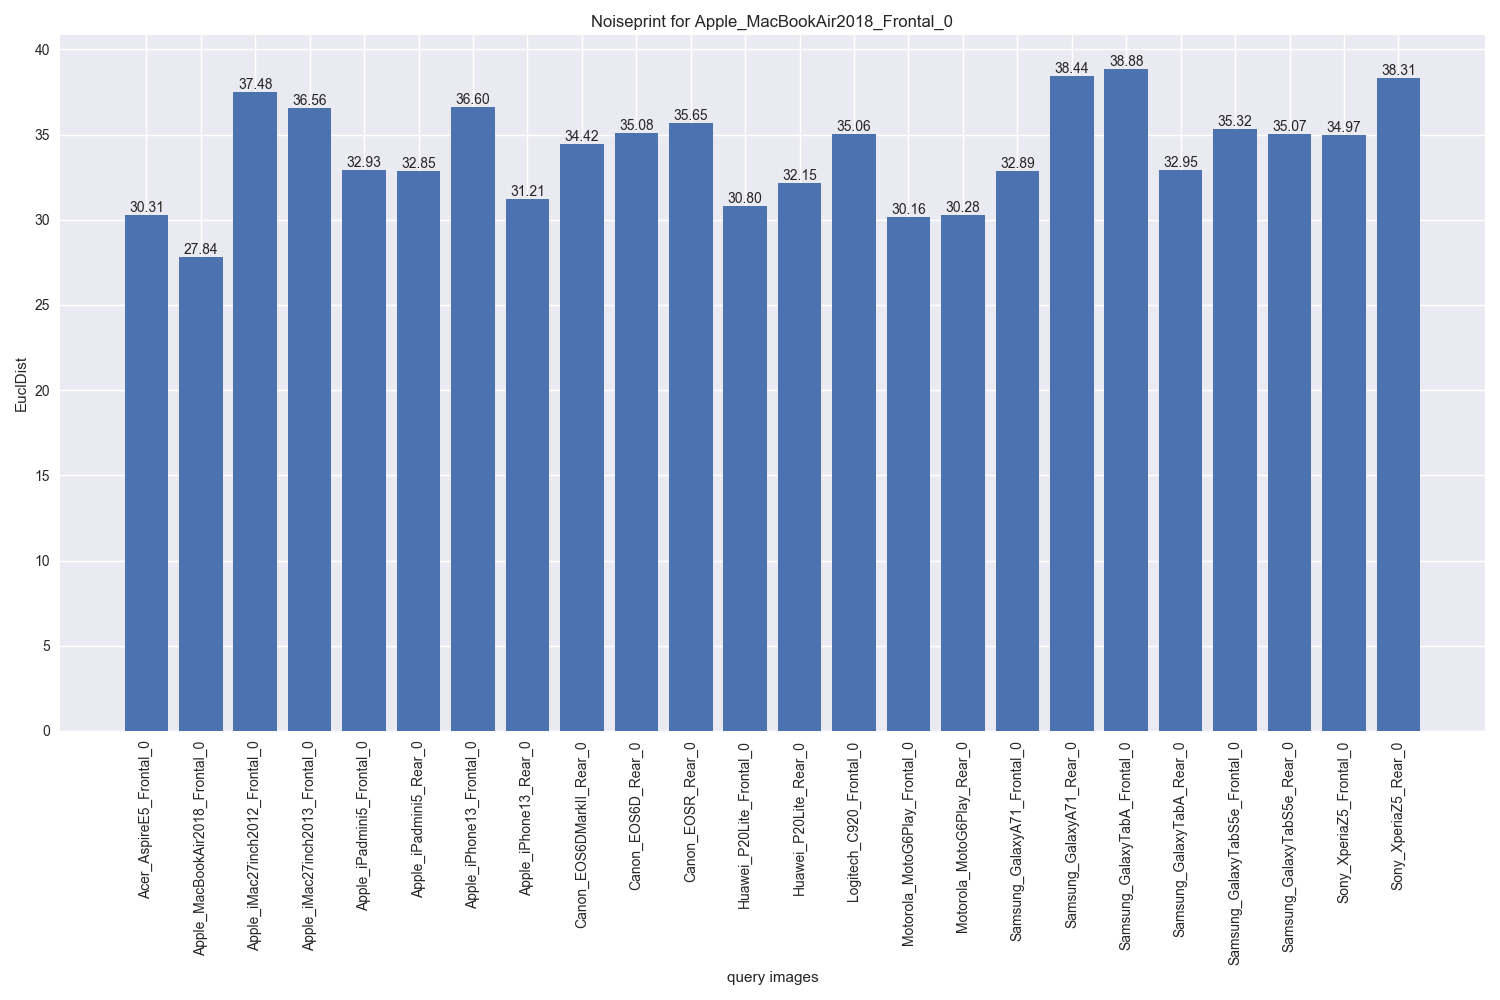 Noiseprint for Apple_MacBookAir2018_Frontal_0
EuclDist
40
35
30
25
20
15
10
5
0
30.31
27.84
37.48
36.56
32.93
32.85
36.60
31.21
34.42
35.08
35.65
30.80
32.15
35.06
30.16
30.28
32.89
38.44
38.88
32.95
35.32
35.07
34.97
38.31
Acer_AspireE5_Frontal_0
Apple_MacBookAir2018_Frontal_0
Apple_iMac27inch2012_Frontal_0
Apple_iMac27inch2013_Frontal_0
Apple_iPadmini5_Frontal_0
Apple_iPadmini5_Rear_0
Apple_iPhone13_Frontal_0
Apple_iPhone13_Rear_0
Canon_EOS6DMarkII_Rear_0
Canon_EOS6D_Rear_0
Canon_EOSR_Rear_0
Huawei_P20Lite_Frontal_0
Huawei_P20Lite_Rear_0
Logitech_C920_Frontal_0
Motorola_MotoG6Play_Frontal_0
Motorola_MotoG6Play_Rear_0
Samsung_GalaxyA71_Frontal_0
Samsung_GalaxyA71_Rear_0
Samsung_GalaxyTabA_Frontal_0
Samsung_GalaxyTabA_Rear_0
Samsung_GalaxyTabS5e_Frontal_0
Samsung_GalaxyTabS5e_Rear_0
Sony_XperiaZ5_Frontal_0
Sony_XperiaZ5_Rear_0
query images